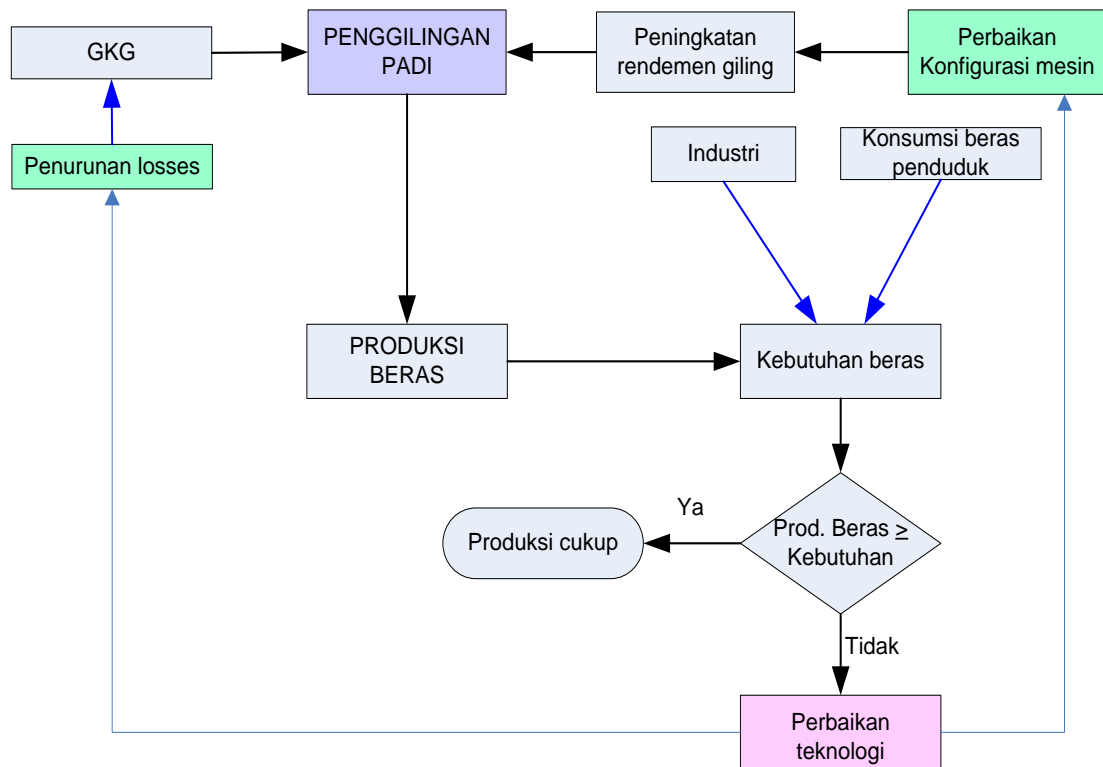 GKG
PENGGILINGAN
PADI
Peningkatan
rendemen giling
Perbaikan
Konfigurasi mesin
Penurunan losses
Industri
Konsumsi beras
penduduk
PRODUKSI
BERAS
Kebutuhan beras
Ya
Produksi cukup
Prod. Beras ≥
Kebutuhan
Tidak
Perbaikan
teknologi